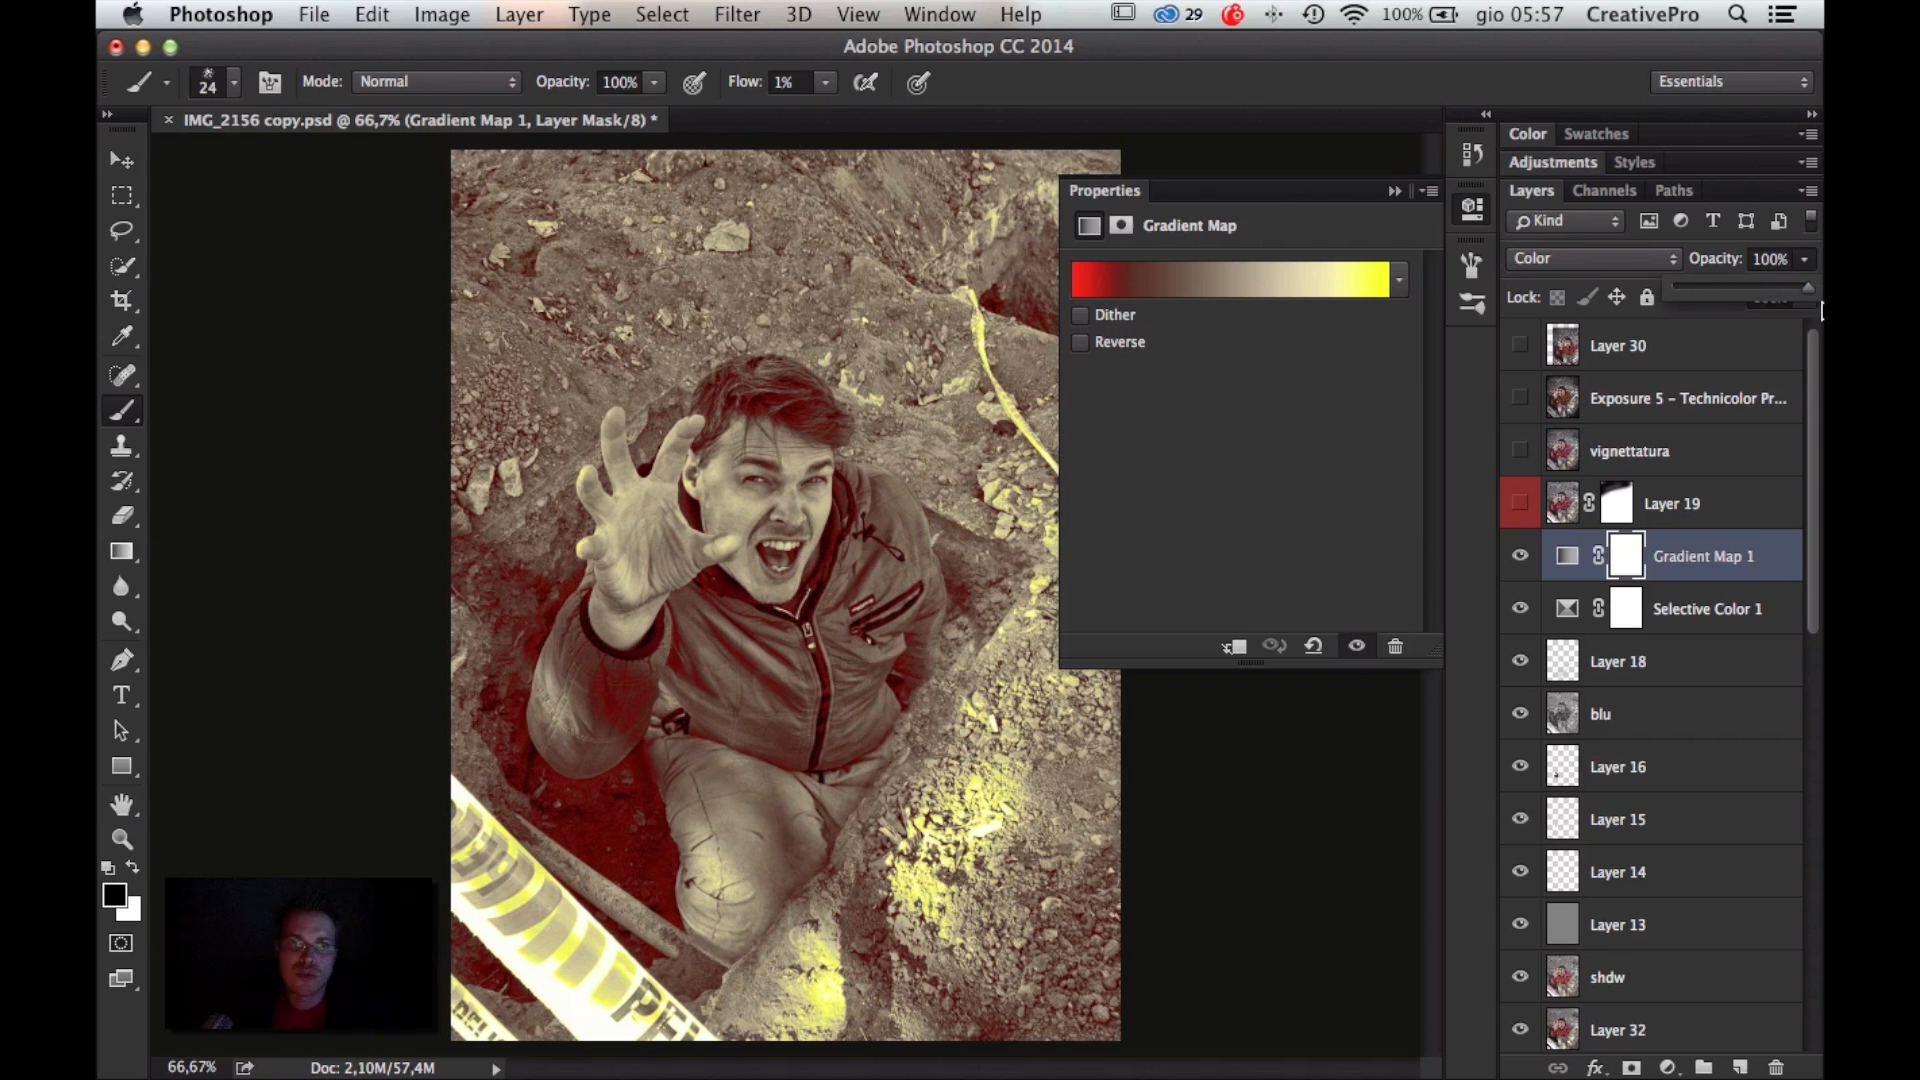 Photoshop File Edit Image Layer Type Select Filter 3D View Window Help 29 100% gio 05:57 CreativePro
Adobe Photoshop CC 2014
24 Mode: Normal Opacity: 100% Flow: 1% Essentials
× IMG_2156 copy.psd @ 66,7% (Gradient Map 1, Layer Mask/8) *
Color Swatches
Adjustments Styles
Properties
Layers Channels Paths
Gradient Map
Kind
Color Opacity: 100%
Lock:
Dither
Reverse
Layer 30
Exposure 5 - Technicolor Pr...
vignettatura
Layer 19
Gradient Map 1
Selective Color 1
Layer 18
blu
Layer 16
Layer 15
Layer 14
Layer 13
shdw
Layer 32
66,67% Doc: 2,10M/57,4M